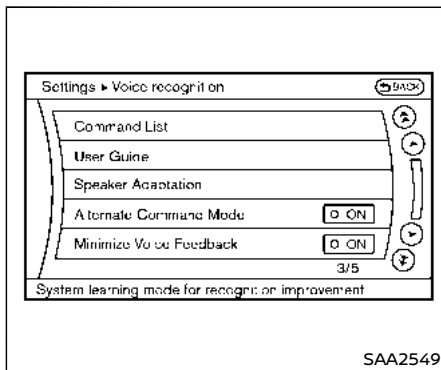 Settings ▸ Voice recognition
BACK
Command List
User Guide
Speaker Adaptation
Alternate Command Mode
ON
Minimize Voice Feedback
ON
3/5
System learning mode for recognition improvement
SAA2549